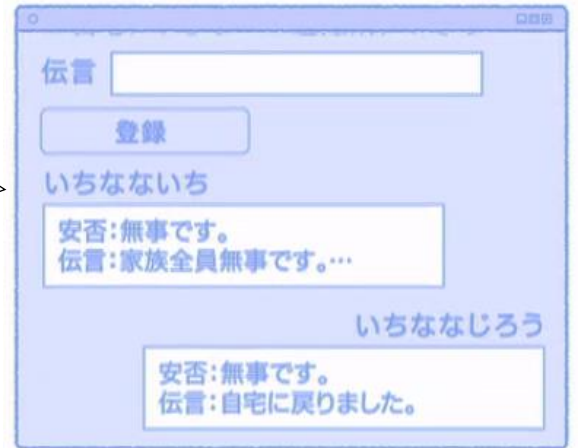 伝言
登録
いちなないち
安否:無事です。
伝言:家族全員無事です。…
いちななじろう
安否:無事です。
伝言:自宅に戻りました。